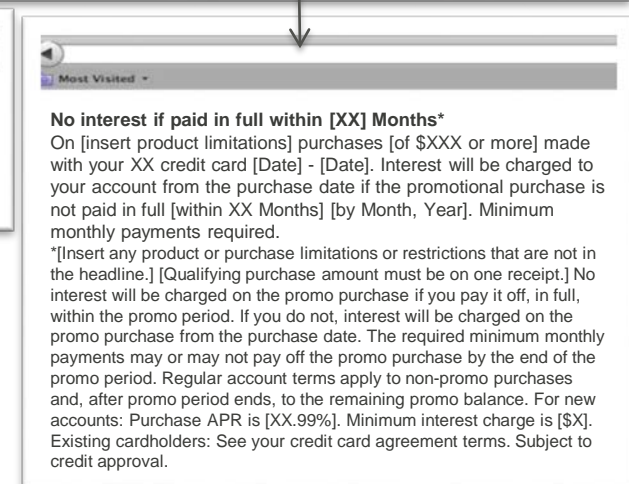 Most Visited
No interest if paid in full within [XX] Months*
On [insert product limitations] purchases [of $XXX or more] made
with your XX credit card [Date] - [Date]. Interest will be charged to
your account from the purchase date if the promotional purchase is
not paid in full [within XX Months] [by Month, Year]. Minimum
monthly payments required.
*[Insert any product or purchase limitations or restrictions that are not in
the headline.] [Qualifying purchase amount must be on one receipt.] No
interest will be charged on the promo purchase if you pay it off, in full,
within the promo period. If you do not, interest will be charged on the
promo purchase from the purchase date. The required minimum monthly
payments may or may not pay off the promo purchase by the end of the
promo period. Regular account terms apply to non-promo purchases
and, after promo period ends, to the remaining promo balance. For new
accounts: Purchase APR is [XX.99%]. Minimum interest charge is [$X].
Existing cardholders: See your credit card agreement terms. Subject to
credit approval.